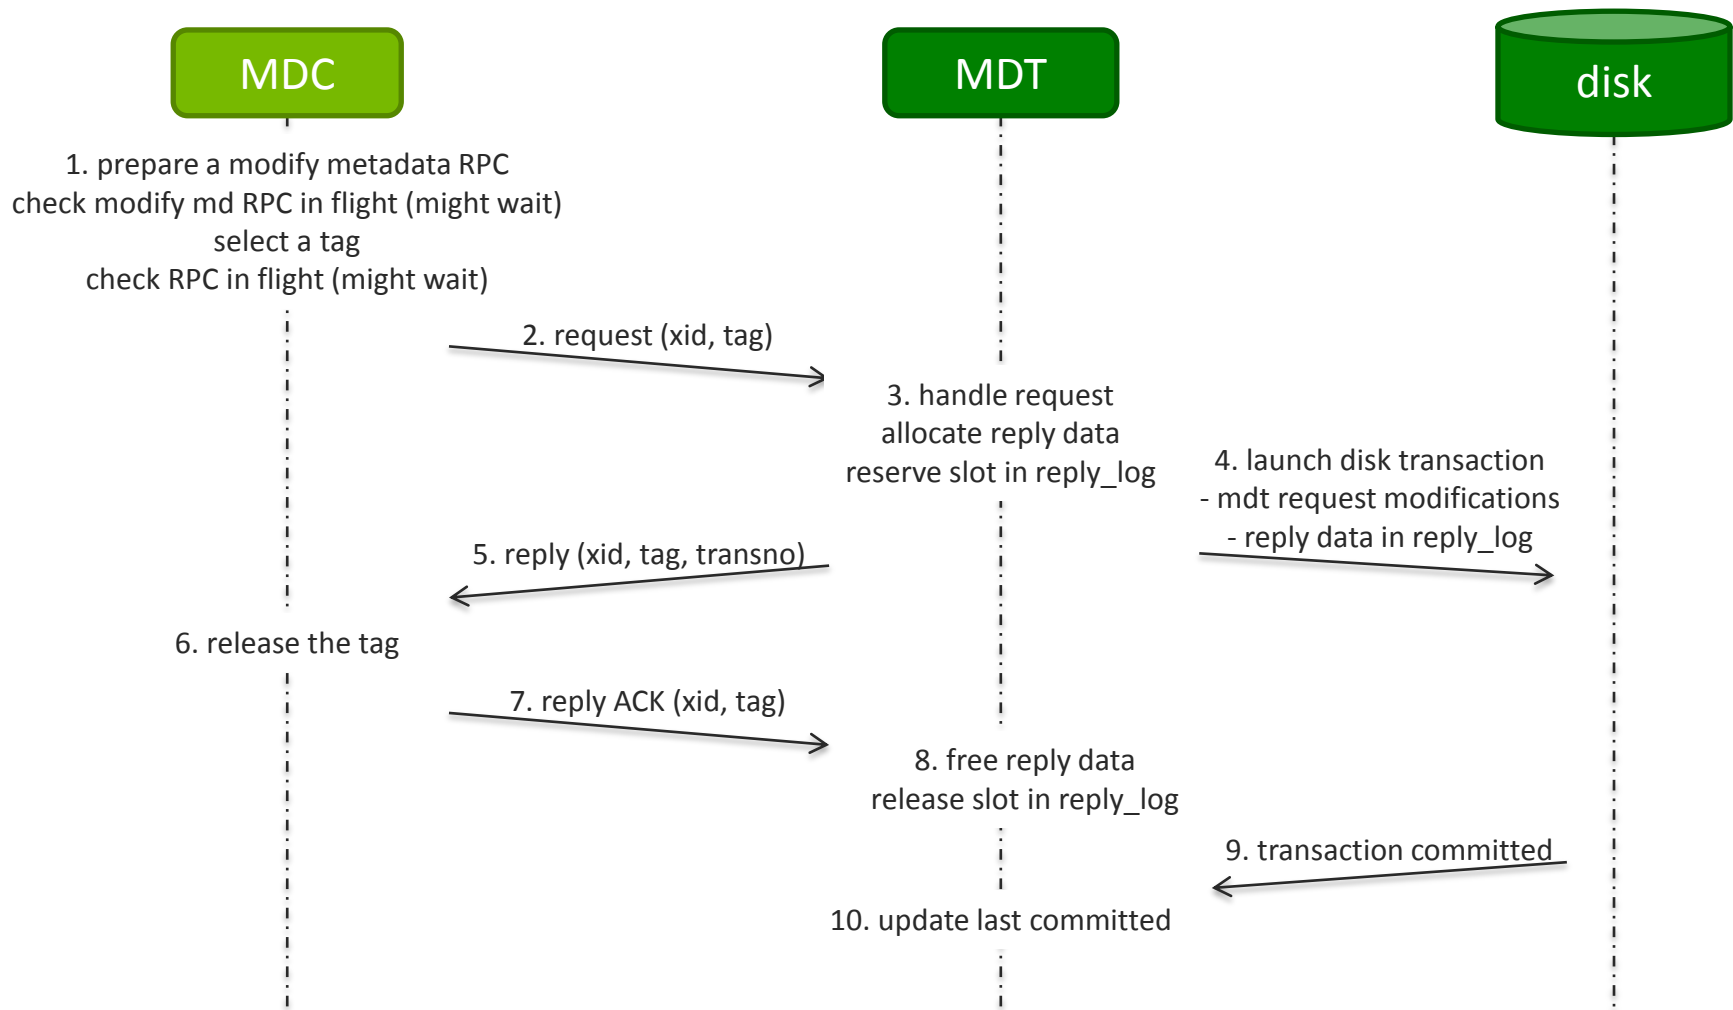 MDC
MDT
disk
1. prepare a modify metadata RPC
check modify md RPC in flight (might wait)
select a tag
check RPC in flight (might wait)
2. request (xid, tag)
3. handle request
allocate reply data
reserve slot in reply_log
4. launch disk transaction
- mdt request modifications
- reply data in reply_log
5. reply (xid, tag, transno)
6. release the tag
7. reply ACK (xid, tag)
8. free reply data
release slot in reply_log
9. transaction committed
10. update last committed